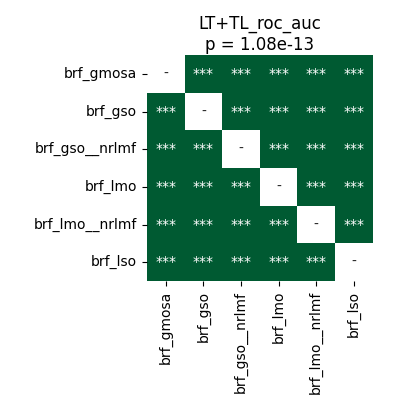 LT+TL_roc_auc
p = 1.08e-13
brf_gmosa - *** *** *** *** ***
brf_gso *** - *** *** *** ***
brf_gso__nrlmf *** *** - *** *** ***
brf_lmo *** *** *** - *** ***
brf_lmo__nrlmf *** *** *** *** - ***
brf_lso *** *** *** *** *** -
brf_gmosa
brf_gso
brf_gso__nrlmf
brf_lmo
brf_lmo__nrlmf
brf_lso